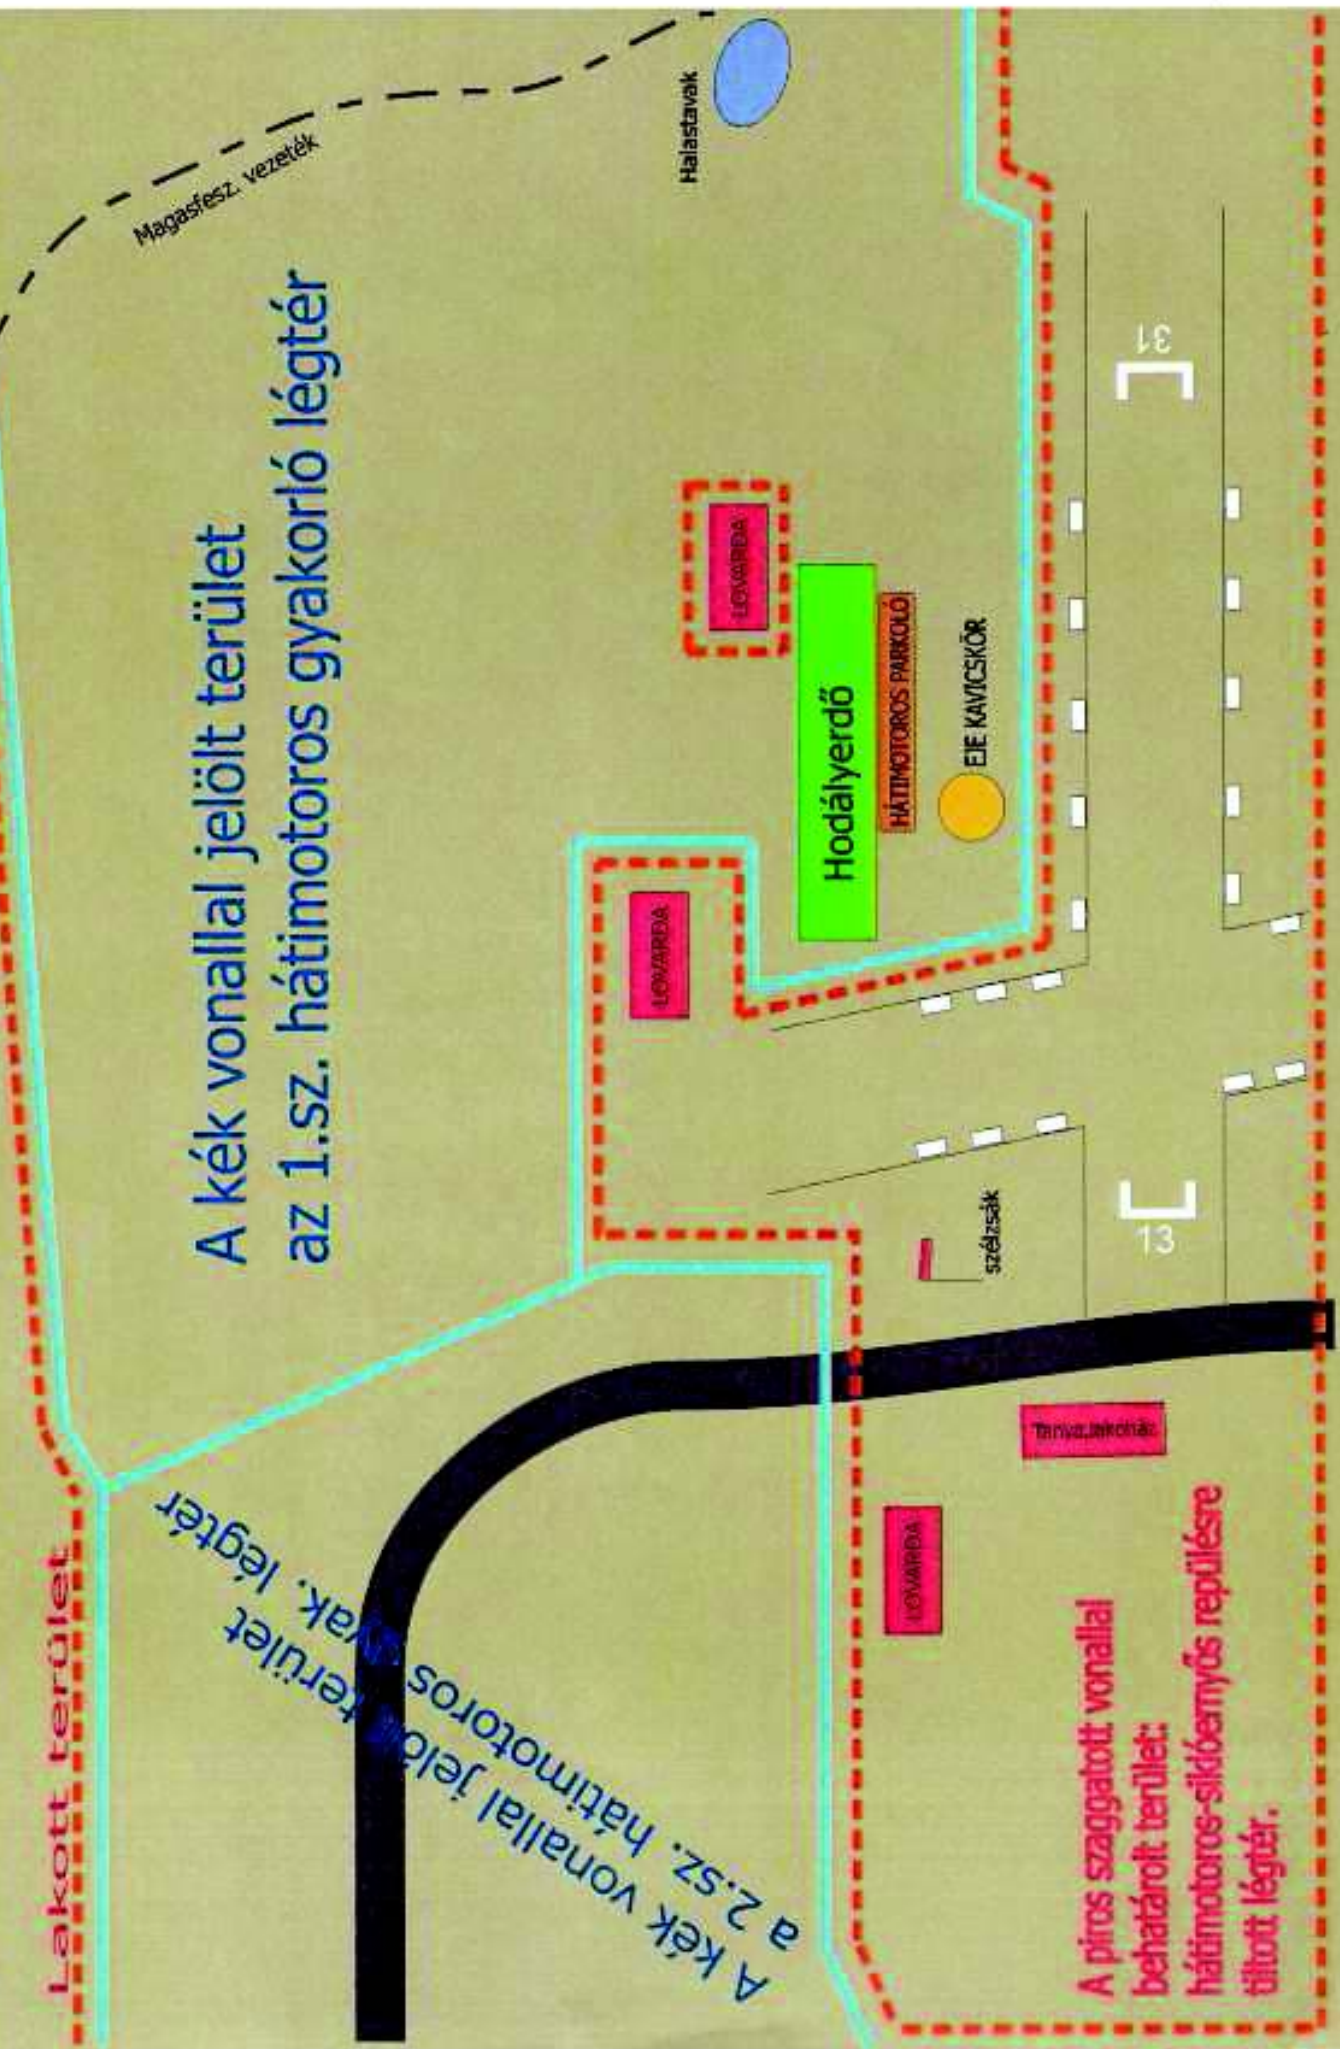 Lakott terület
Magasfesz. vezeték
Halastavak
A kék vonallal jelölt terület
az 1.sz. hátimotoros gyakorló légtér
LOVARDA
LOVARDA
Hodályerdő
HÁTIMOTOROS PARKOLÓ
EJE KAVICSKÖR
31
13
szélzsák
A kék vonallal jelölt terület
a 2.sz. hátimotoros gyak. légtér
LOVARDA
Tanya,lakóház
A piros szaggatott vonallal
behatárolt terület:
hátimotoros-siklóernyős repülésre
tiltott légtér.